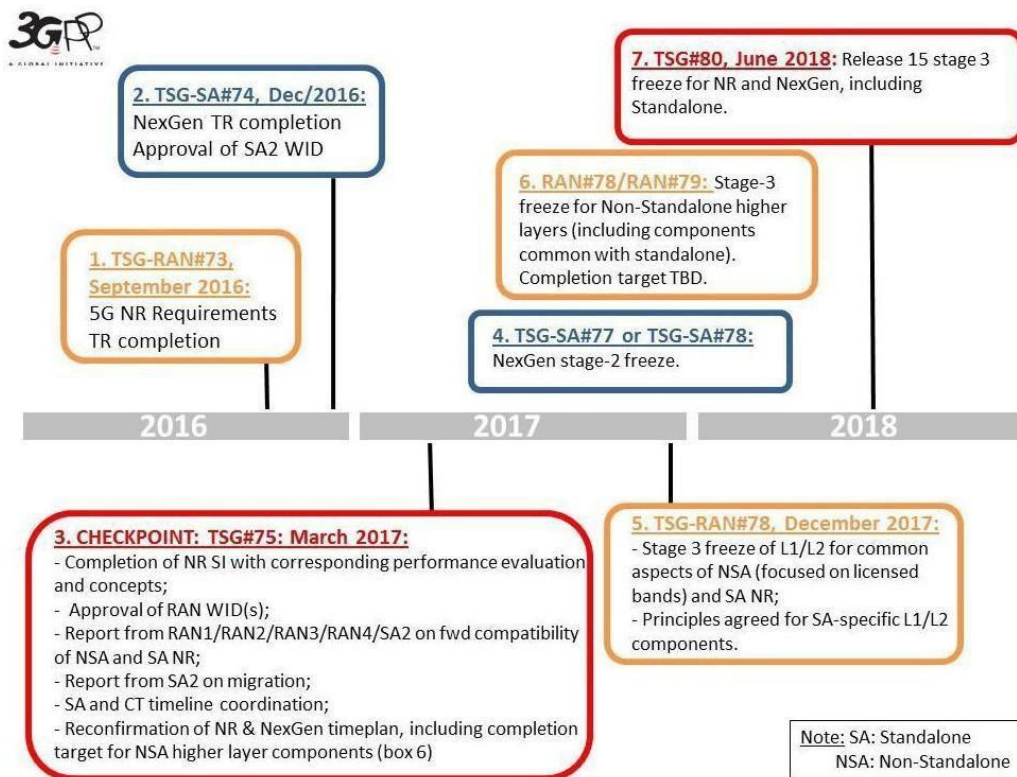 3GPP
A GLOBAL INITIATIVE
2. TSG-SA#74, Dec/2016:
NexGen TR completion
Approval of SA2 WID
7. TSG#80, June 2018: Release 15 stage 3
freeze for NR and NexGen, including
Standalone.
6. RAN#78/RAN#79: Stage-3
freeze for Non-Standalone higher
layers (including components
common with standalone).
Completion target TBD.
1. TSG-RAN#73,
September 2016:
5G NR Requirements
TR completion
4. TSG-SA#77 or TSG-SA#78:
NexGen stage-2 freeze.
2016
2017
2018
3. CHECKPOINT: TSG#75: March 2017:
- Completion of NR SI with corresponding performance evaluation
and concepts;
- Approval of RAN WID(s);
- Report from RAN1/RAN2/RAN3/RAN4/SA2 on fwd compatibility
of NSA and SA NR;
- Report from SA2 on migration;
- SA and CT timeline coordination;
- Reconfirmation of NR & NexGen timeplan, including completion
target for NSA higher layer components (box 6)
5. TSG-RAN#78, December 2017:
- Stage 3 freeze of L1/L2 for common
aspects of NSA (focused on licensed
bands) and SA NR;
- Principles agreed for SA-specific L1/L2
components.
Note: SA: Standalone
NSA: Non-Standalone